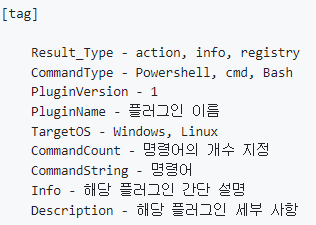 [tag]
Result_Type - action, info, registry
CommandType - Powershell, cmd, Bash
PluginVersion - 1
PluginName - 플러그인 이름
TargetOS - Windows, Linux
CommandCount - 명령어의 개수 지정
CommandString - 명령어
Info - 해당 플러그인 간단 설명
Description - 해당 플러그인 세부 사항